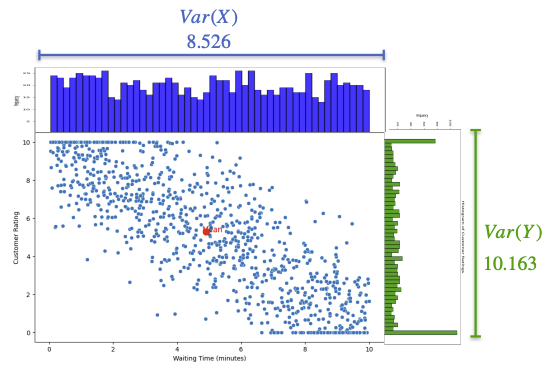 Var(X)
8.526
10
8
6
4
2
0
Customer Rating
Mean
Var(Y)
10.163
0 2 4 6 8 10
Waiting Time (minutes)